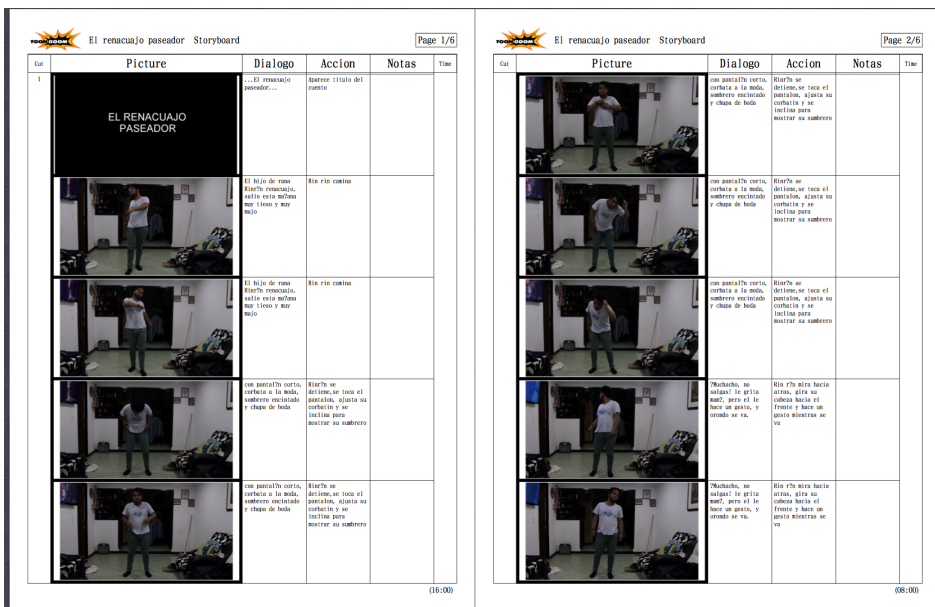 TOON BOOM
El renacuajo paseador Storyboard
Page 1/6
Cut
Picture
Dialogo
Accion
Notas
Time
1
EL RENACUAJO
PASEADOR
...El renacuajo
paseador...
Aparece titulo del
cuento
El hijo de rana
Rinr?n renacuajo,
salio esta ma?ana
muy tieso y muy
majo
Rin rin camina
El hijo de rana
Rinr?n renacuajo,
salio esta ma?ana
muy tieso y muy
majo
Rin rin camina
con pantal?n corto,
corbata a la moda,
sombrero encintado
y chupa de boda
Rinr?n se
detiene,se toca el
pantalon, ajusta su
corbatin y se
inclina para
mostrar su sombrero
con pantal?n corto,
corbata a la moda,
sombrero encintado
y chupa de boda
Rinr?n se
detiene,se toca el
pantalon, ajusta su
corbatin y se
inclina para
mostrar su sombrero
(16:00)
TOON BOOM
El renacuajo paseador Storyboard
Page 2/6
Cut
Picture
Dialogo
Accion
Notas
Time
con pantal?n corto,
corbata a la moda,
sombrero encintado
y chupa de boda
Rinr?n se
detiene,se toca el
pantalon, ajusta su
corbatin y se
inclina para
mostrar su sombrero
con pantal?n corto,
corbata a la moda,
sombrero encintado
y chupa de boda
Rinr?n se
detiene,se toca el
pantalon, ajusta su
corbatin y se
inclina para
mostrar su sombrero
con pantal?n corto,
corbata a la moda,
sombrero encintado
y chupa de boda
Rinr?n se
detiene,se toca el
pantalon, ajusta su
corbatin y se
inclina para
mostrar su sombrero
?Muchacho, no
salgas! le grita
mam?, pero el le
hace un gesto, y
orondo se va.
Rin r?n mira hacia
atras, gira su
cabeza hacia el
frente y hace un
gesto mientras se
va
?Muchacho, no
salgas! le grita
mam?, pero el le
hace un gesto, y
orondo se va.
Rin r?n mira hacia
atras, gira su
cabeza hacia el
frente y hace un
gesto mientras se
va
(08:00)